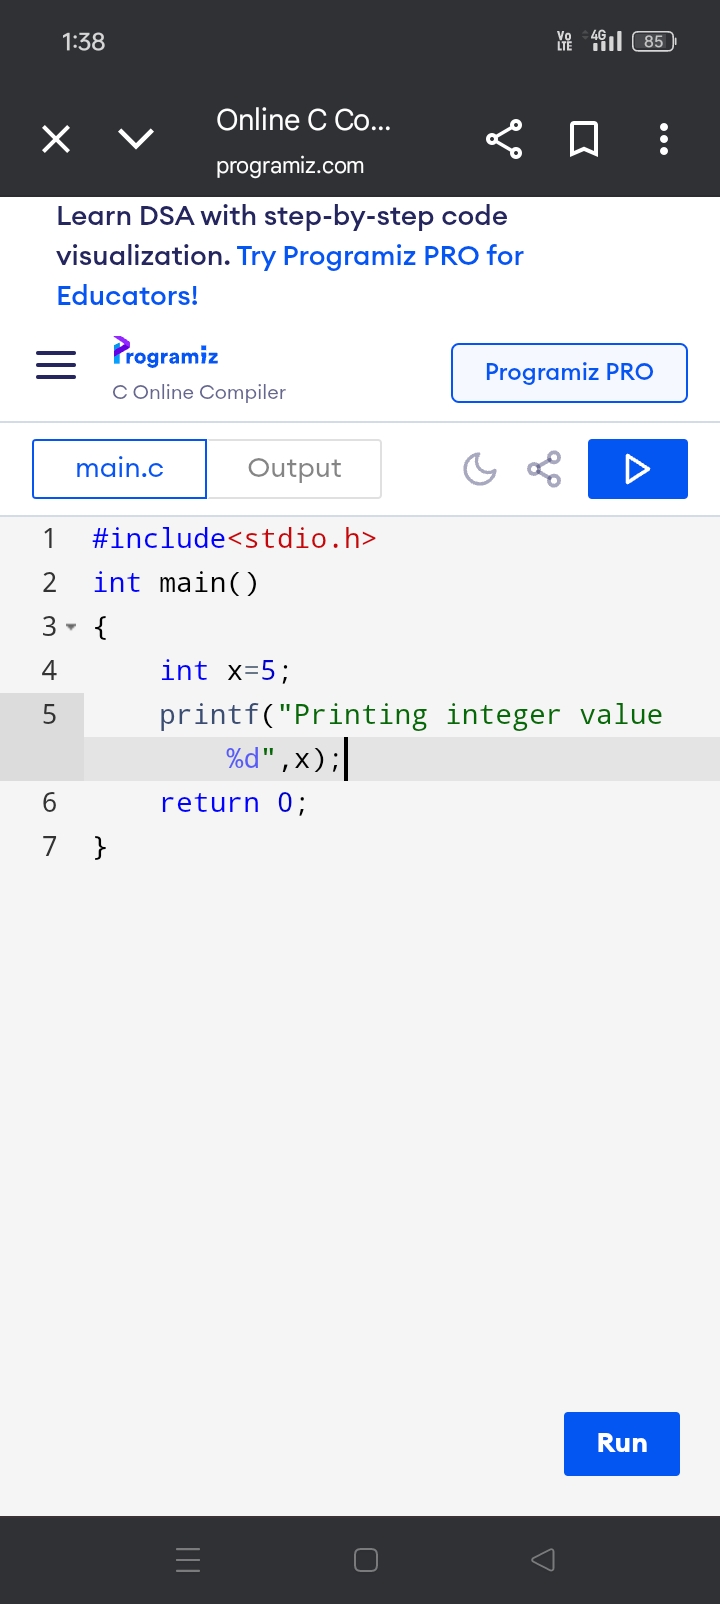 1:38
Vo LTE 4G 85
Online C Co...
programiz.com
Learn DSA with step-by-step code
visualization. Try Programiz PRO for
Educators!
Programiz
C Online Compiler
Programiz PRO
main.c
Output
1 #include<stdio.h>
2 int main()
3 {
4     int x=5;
5     printf("Printing integer value
        %d",x);
6     return 0;
7 }
Run